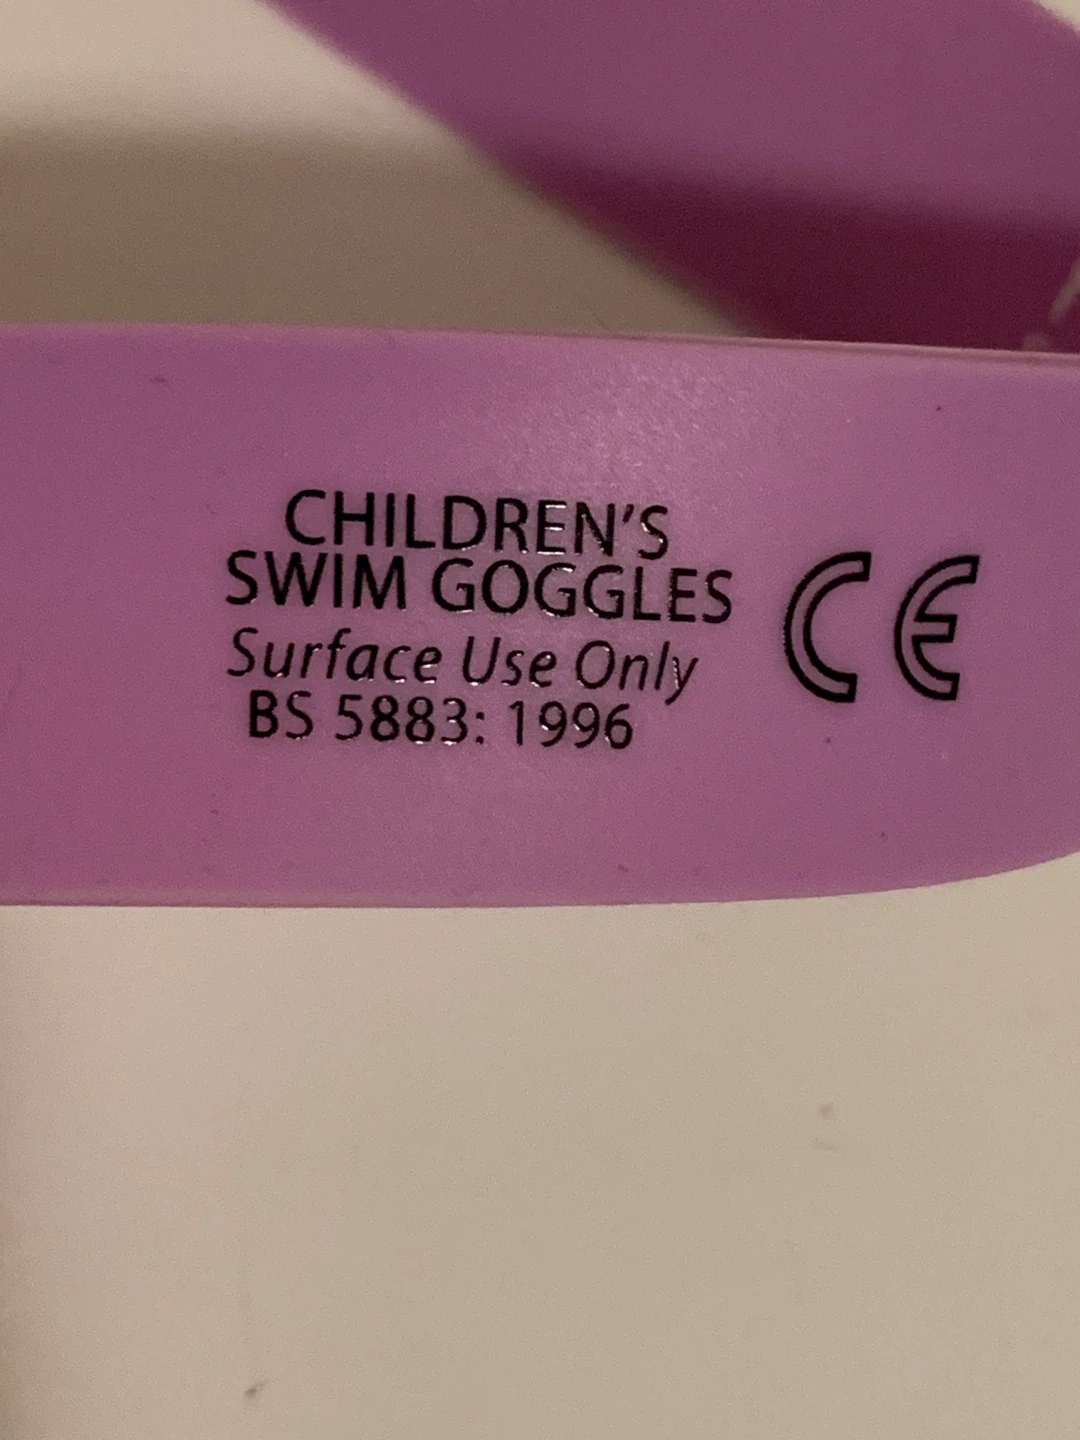 CHILDREN'S
SWIM GOGGLES
Surface Use Only
BS 5883: 1996
CE